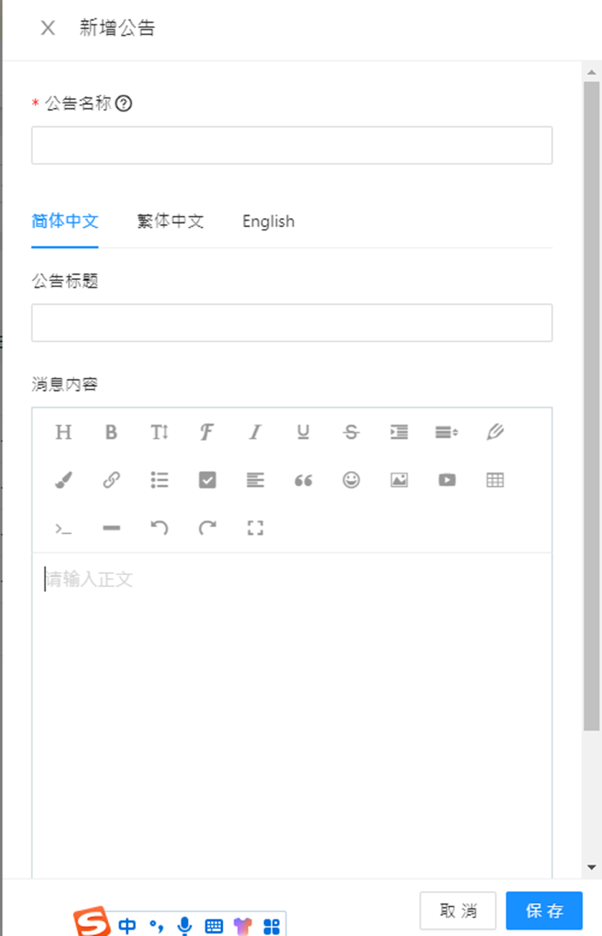 新增公告
* 公告名称
简体中文 繁体中文 English
公告标题
消息内容
请输入正文
取 消 保 存
中